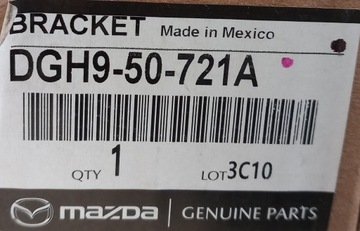 BRACKET Made in Mexico
DGH9-50-721A
QTY 1 LOT 3C10
mazda | GENUINE PARTS